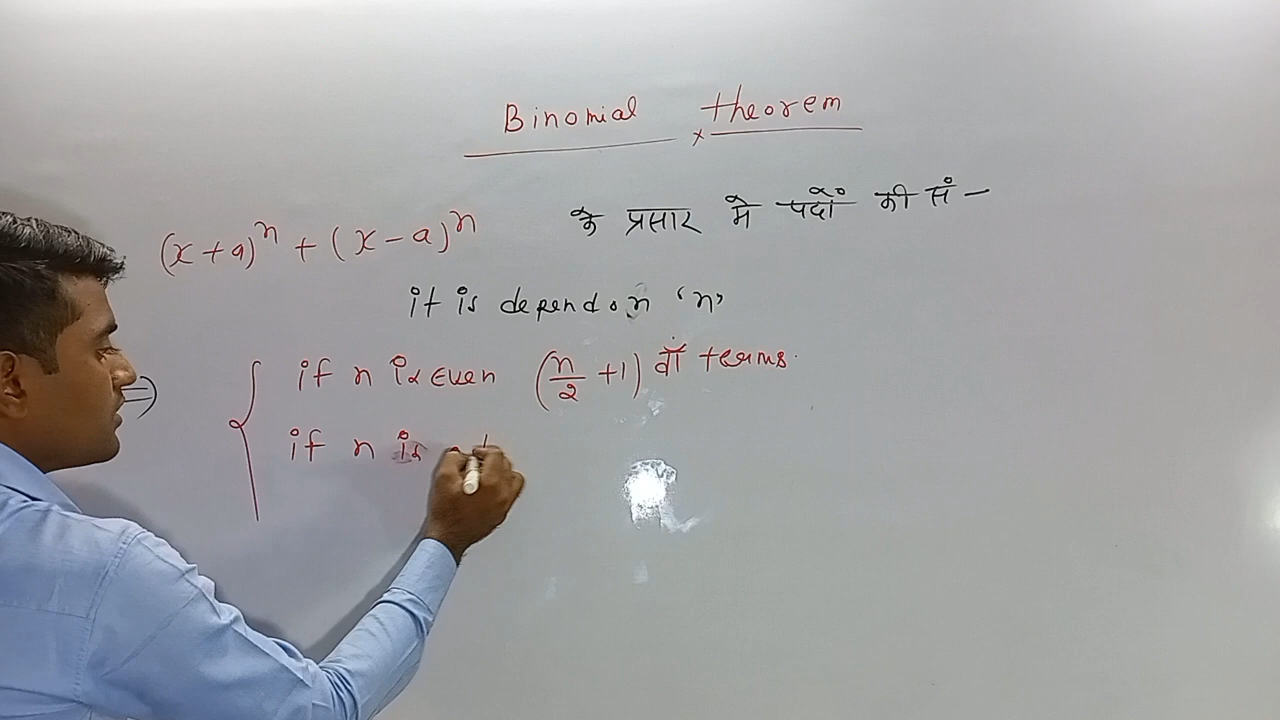 Binomial theorem
(x+a)^n + (x-a)^n के प्रसार मे पदों की सं -
it is depend on 'n'
⇒ if n is Even (n/2 +1) वाँ terms.
if n is